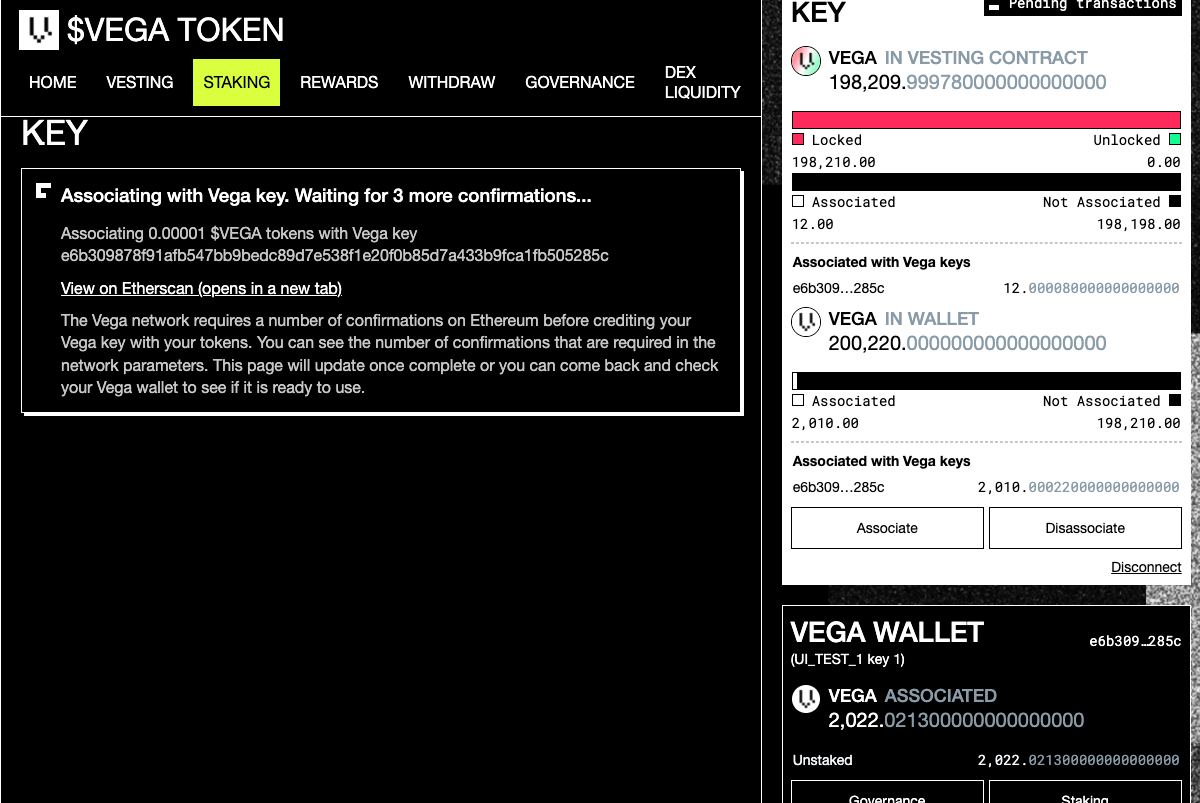 $VEGA TOKEN
HOME VESTING STAKING REWARDS WITHDRAW GOVERNANCE DEX LIQUIDITY
KEY
Associating with Vega key. Waiting for 3 more confirmations...
Associating 0.00001 $VEGA tokens with Vega key
e6b309878f91afb547bb9bedc89d7e538f1e20f0b85d7a433b9fca1fb505285c
View on Etherscan (opens in a new tab)
The Vega network requires a number of confirmations on Ethereum before crediting your
Vega key with your tokens. You can see the number of confirmations that are required in the
network parameters. This page will update once complete or you can come back and check
your Vega wallet to see if it is ready to use.
KEY
Pending transactions
VEGA IN VESTING CONTRACT
198,209.999780000000000000
Locked Unlocked
198,210.00 0.00
Associated Not Associated
12.00 198,198.00
Associated with Vega keys
e6b309…285c 12.000080000000000000
VEGA IN WALLET
200,220.000000000000000000
Associated Not Associated
2,010.00 198,210.00
Associated with Vega keys
e6b309…285c 2,010.000220000000000000
Associate Disassociate
Disconnect
VEGA WALLET e6b309…285c
(UI_TEST_1 key 1)
VEGA ASSOCIATED
2,022.021300000000000000
Unstaked 2,022.021300000000000000
Governance Staking